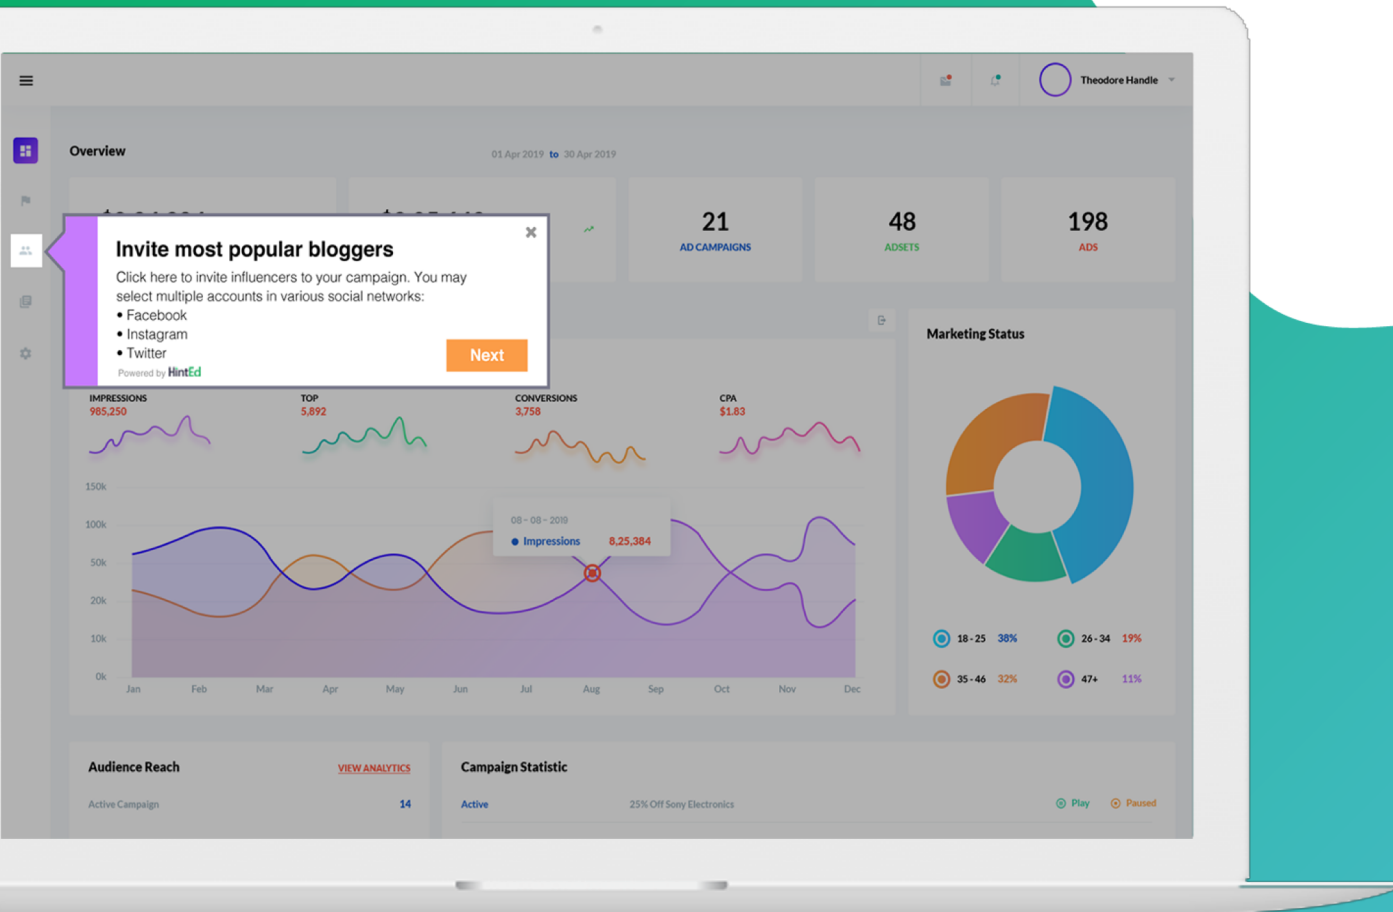 Theodore Handle
Overview
01 Apr 2019 to 30 Apr 2019
21
AD CAMPAIGNS
48
ADSETS
198
ADS
Invite most popular bloggers
Click here to invite influencers to your campaign. You may
select multiple accounts in various social networks:
• Facebook
• Instagram
• Twitter
Next
Powered by HintEd
IMPRESSIONS
985,250
TOP
5,892
CONVERSIONS
3,758
CPA
$1.83
150k
100k
50k
20k
10k
0k
08 - 08 - 2019
Impressions 8,25,384
Jan Feb Mar Apr May Jun Jul Aug Sep Oct Nov Dec
Marketing Status
18 - 25 38%
26 - 34 19%
35 - 46 32%
47+ 11%
Audience Reach
VIEW ANALYTICS
Active Campaign 14
Campaign Statistic
Active 25% Off Sony Electronics Play Paused